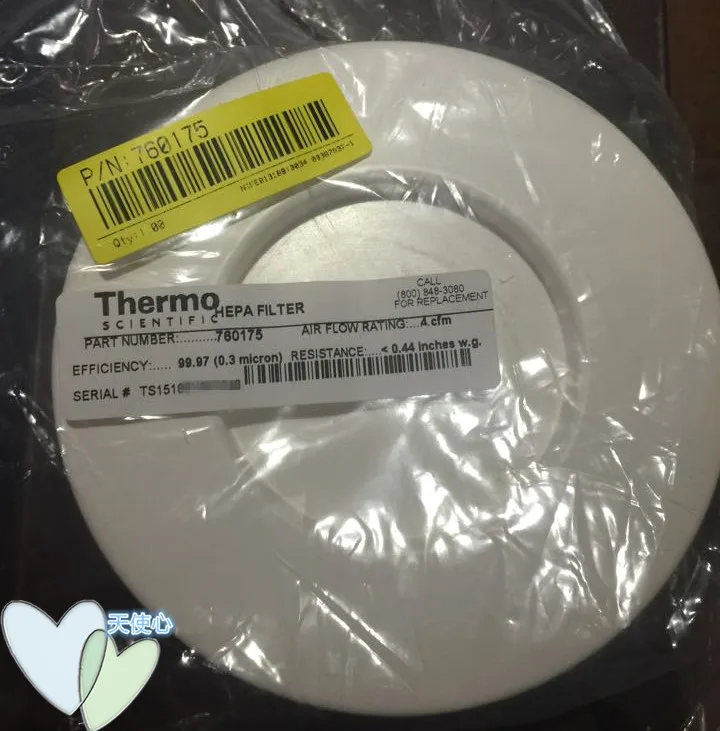 P/N: 760175
Qty:1.00
Thermo
SCIENTIFIC
HEPA FILTER
CALL
(800) 848-3080
FOR REPLACEMENT
PART NUMBER:.........760175
AIR FLOW RATING:...4.cfm
EFFICIENCY:..... 99.97 (0.3 micron)
RESISTANCE:....< 0.44 inches w.g.
SERIAL # TS151
天使心